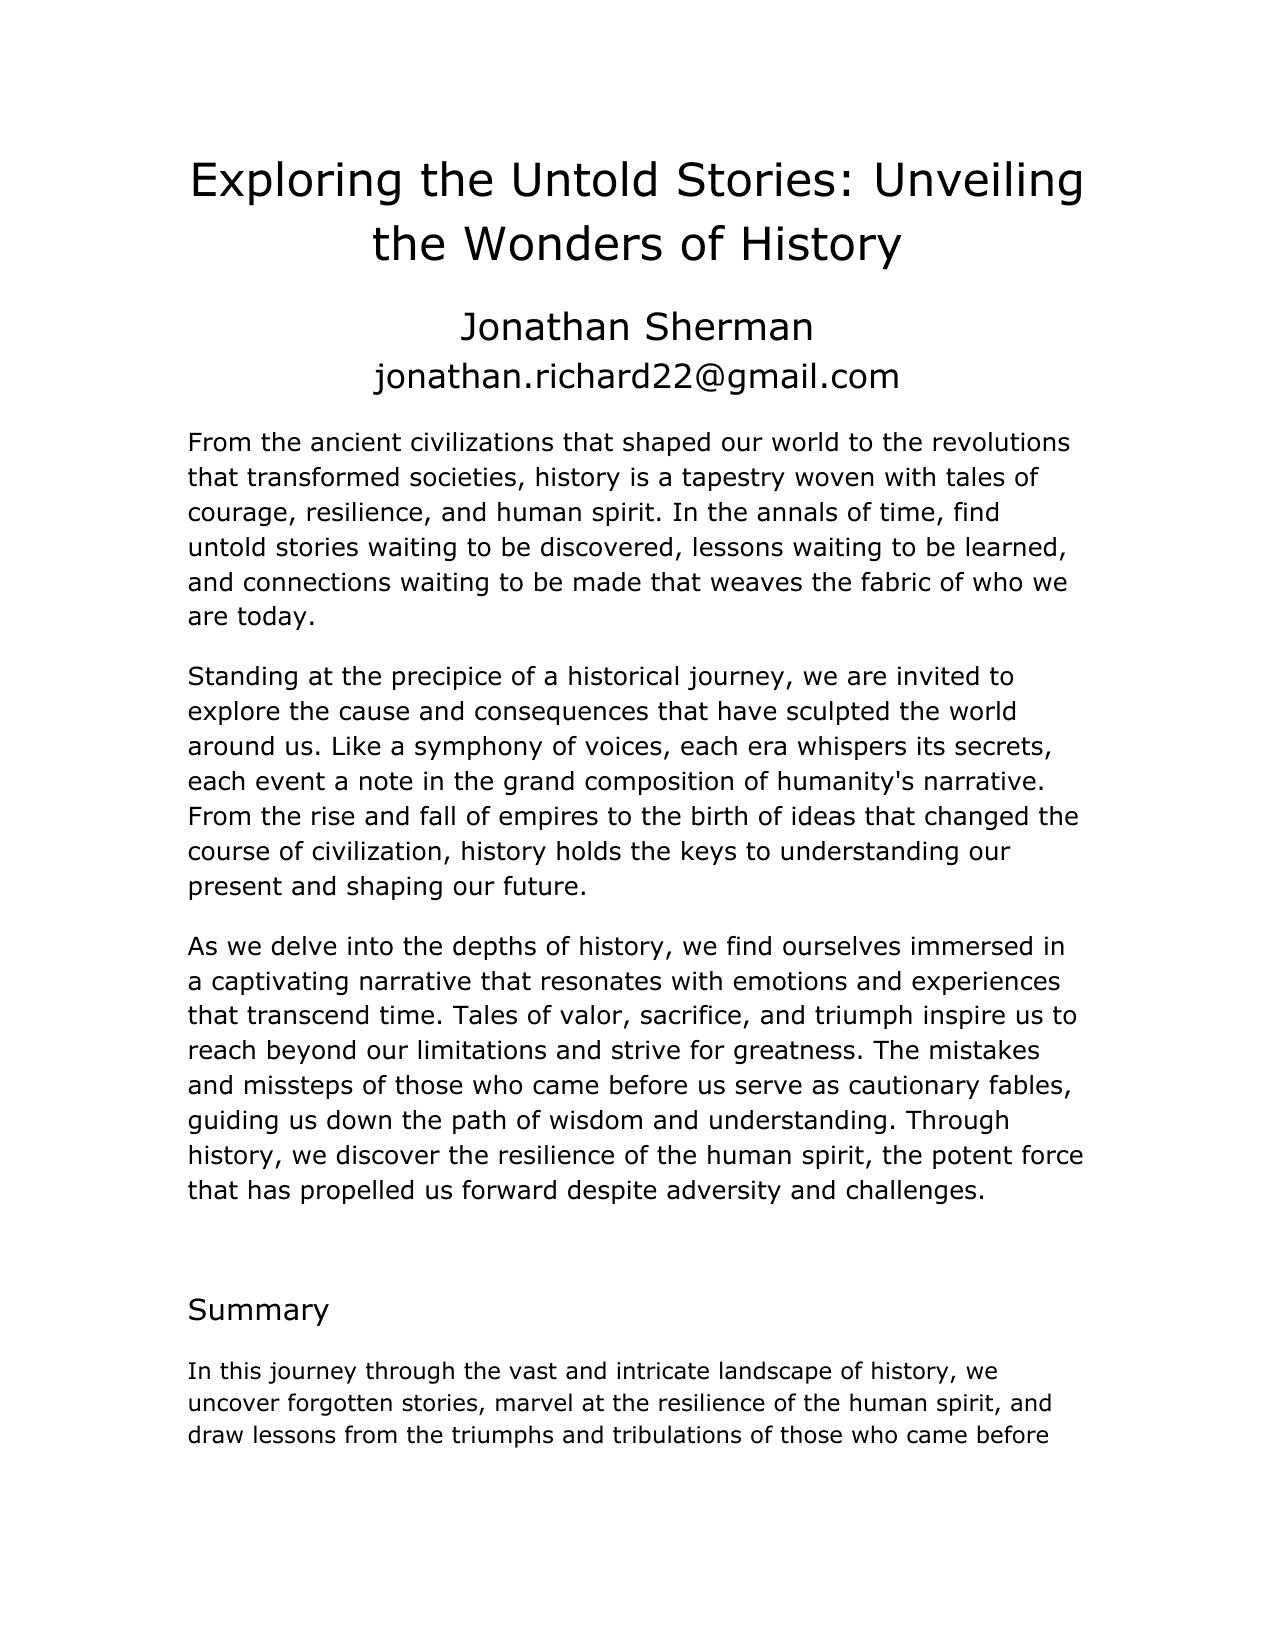 Exploring the Untold Stories: Unveiling
the Wonders of History
Jonathan Sherman
jonathan.richard22@gmail.com
From the ancient civilizations that shaped our world to the revolutions
that transformed societies, history is a tapestry woven with tales of
courage, resilience, and human spirit. In the annals of time, find
untold stories waiting to be discovered, lessons waiting to be learned,
and connections waiting to be made that weaves the fabric of who we
are today.
Standing at the precipice of a historical journey, we are invited to
explore the cause and consequences that have sculpted the world
around us. Like a symphony of voices, each era whispers its secrets,
each event a note in the grand composition of humanity's narrative.
From the rise and fall of empires to the birth of ideas that changed the
course of civilization, history holds the keys to understanding our
present and shaping our future.
As we delve into the depths of history, we find ourselves immersed in
a captivating narrative that resonates with emotions and experiences
that transcend time. Tales of valor, sacrifice, and triumph inspire us to
reach beyond our limitations and strive for greatness. The mistakes
and missteps of those who came before us serve as cautionary fables,
guiding us down the path of wisdom and understanding. Through
history, we discover the resilience of the human spirit, the potent force
that has propelled us forward despite adversity and challenges.
Summary
In this journey through the vast and intricate landscape of history, we
uncover forgotten stories, marvel at the resilience of the human spirit, and
draw lessons from the triumphs and tribulations of those who came before